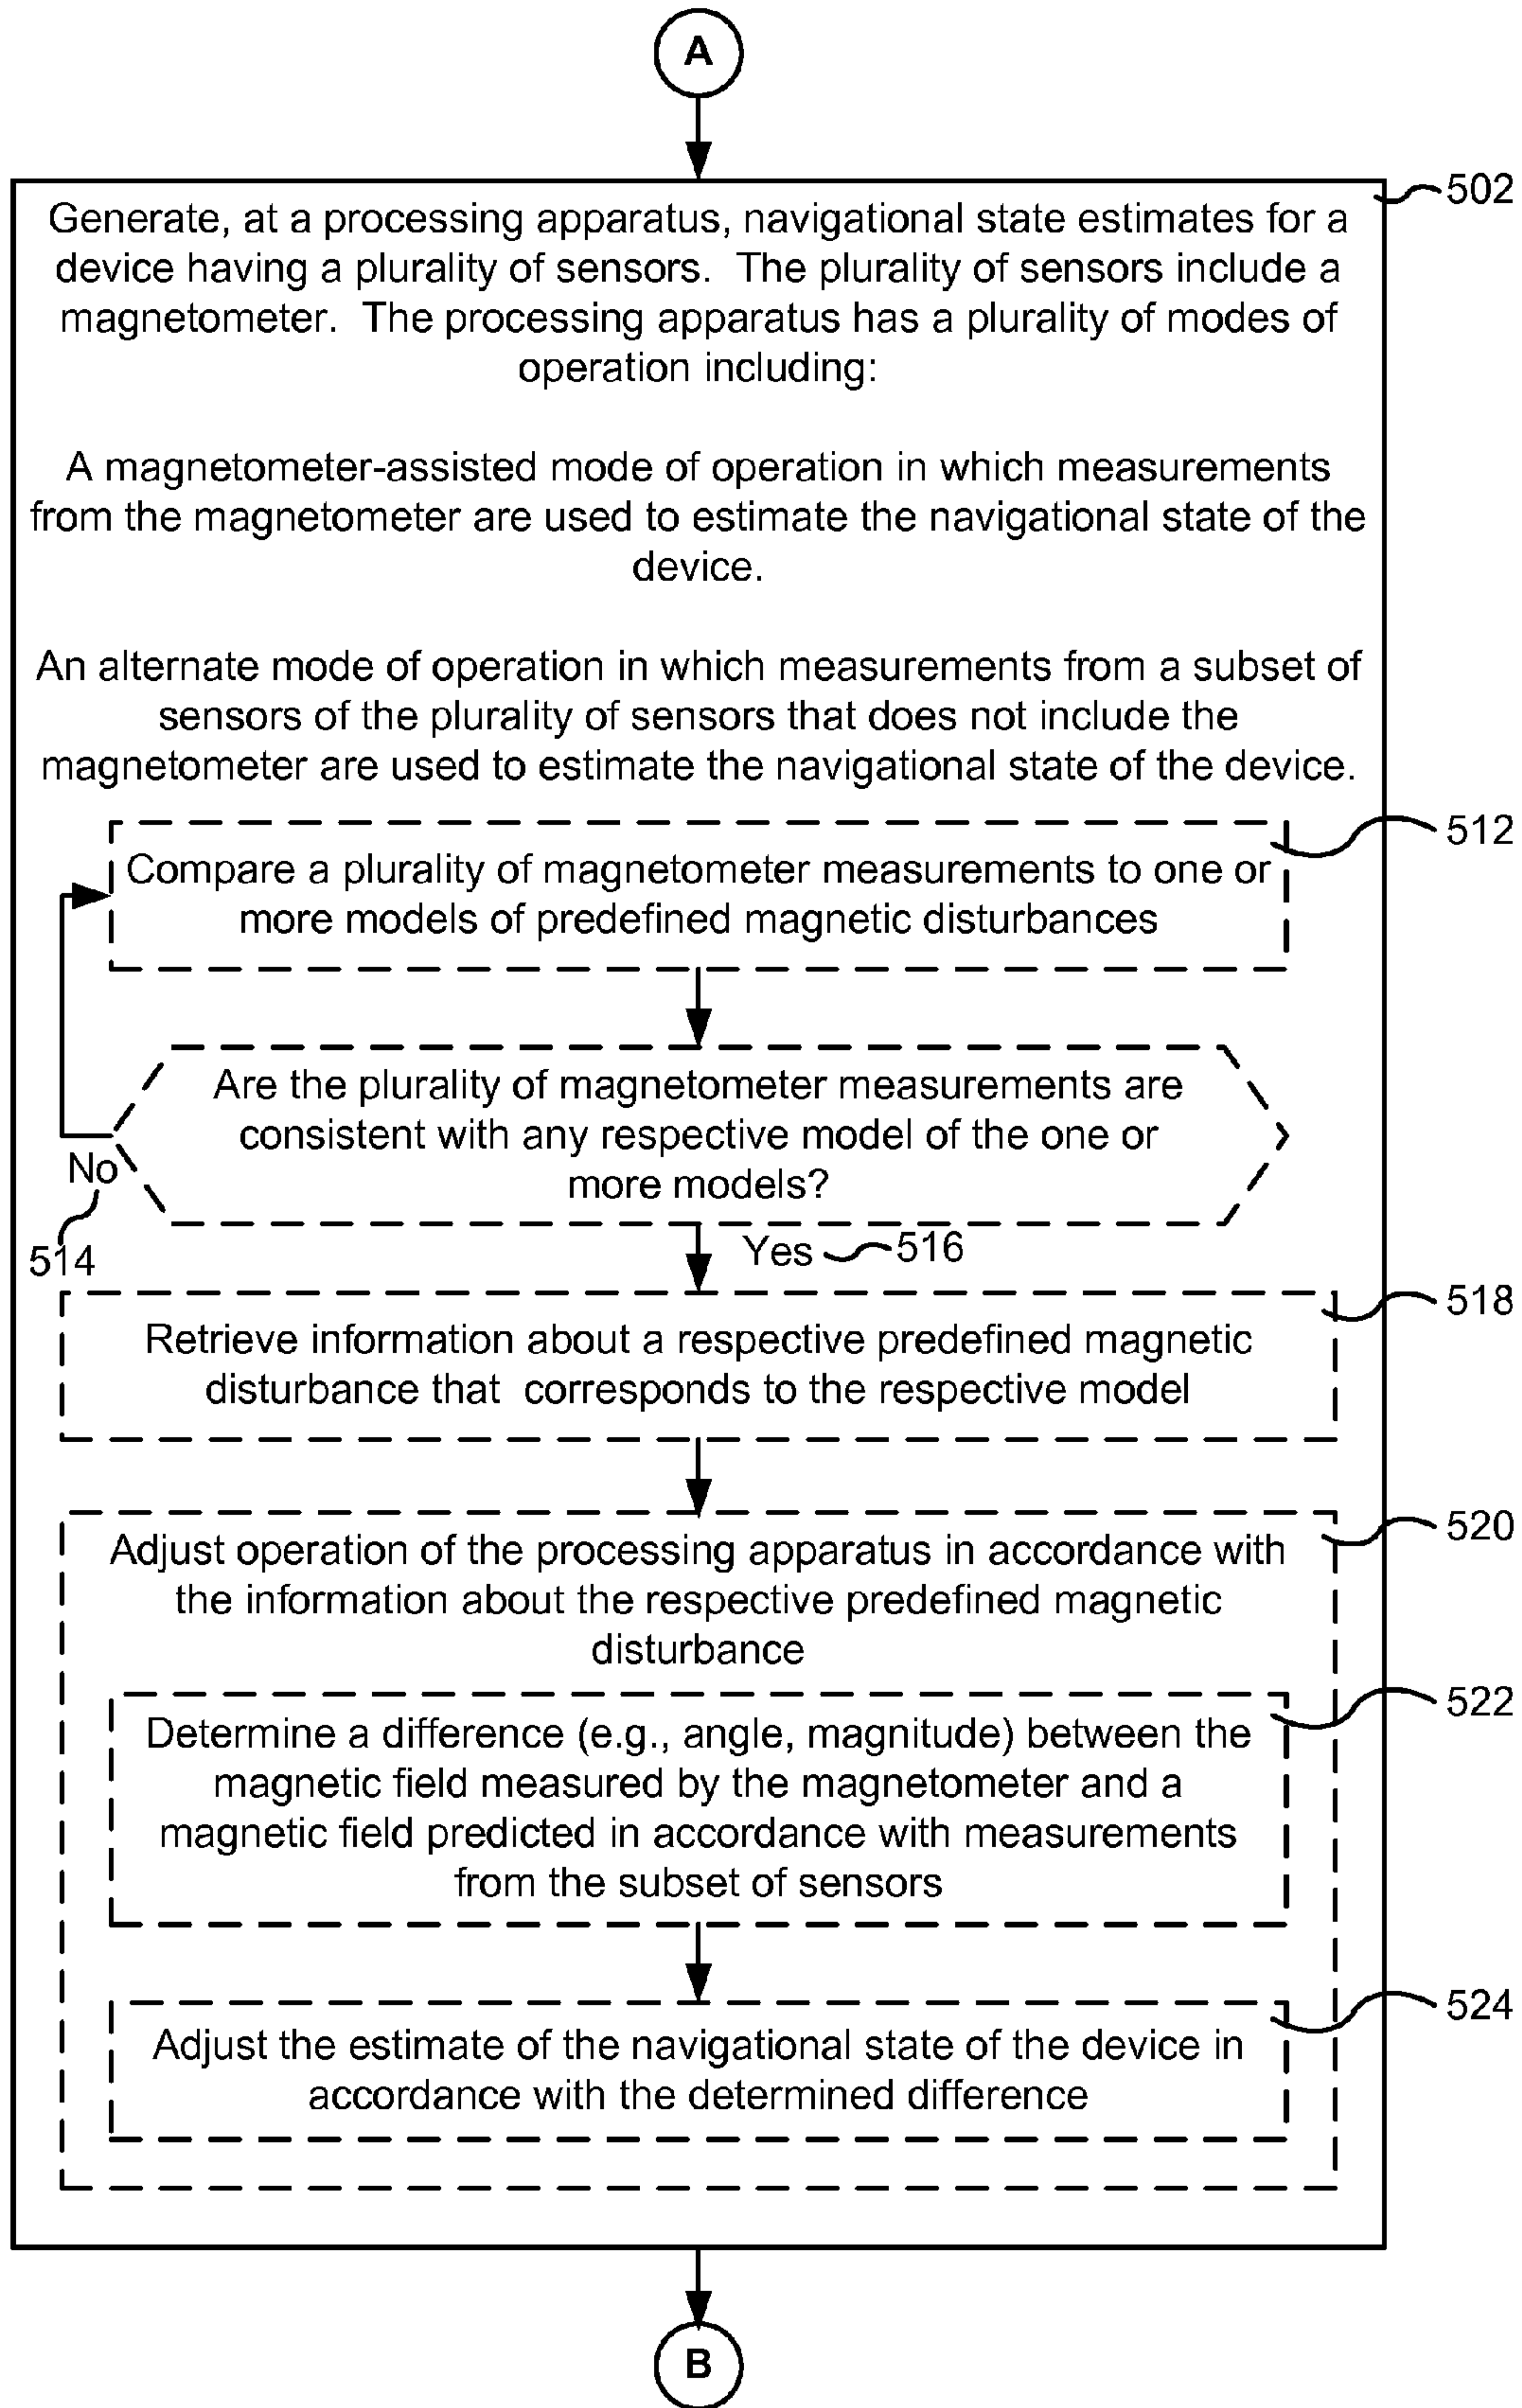 A
502
Generate, at a processing apparatus, navigational state estimates for a
device having a plurality of sensors. The plurality of sensors include a
magnetometer. The processing apparatus has a plurality of modes of
operation including:
A magnetometer-assisted mode of operation in which measurements
from the magnetometer are used to estimate the navigational state of the
device.
An alternate mode of operation in which measurements from a subset of
sensors of the plurality of sensors that does not include the
magnetometer are used to estimate the navigational state of the device.
512
Compare a plurality of magnetometer measurements to one or
more models of predefined magnetic disturbances
Are the plurality of magnetometer measurements are
consistent with any respective model of the one or
more models?
No
514
Yes
516
518
Retrieve information about a respective predefined magnetic
disturbance that corresponds to the respective model
520
Adjust operation of the processing apparatus in accordance with
the information about the respective predefined magnetic
disturbance
522
Determine a difference (e.g., angle, magnitude) between the
magnetic field measured by the magnetometer and a
magnetic field predicted in accordance with measurements
from the subset of sensors
524
Adjust the estimate of the navigational state of the device in
accordance with the determined difference
B